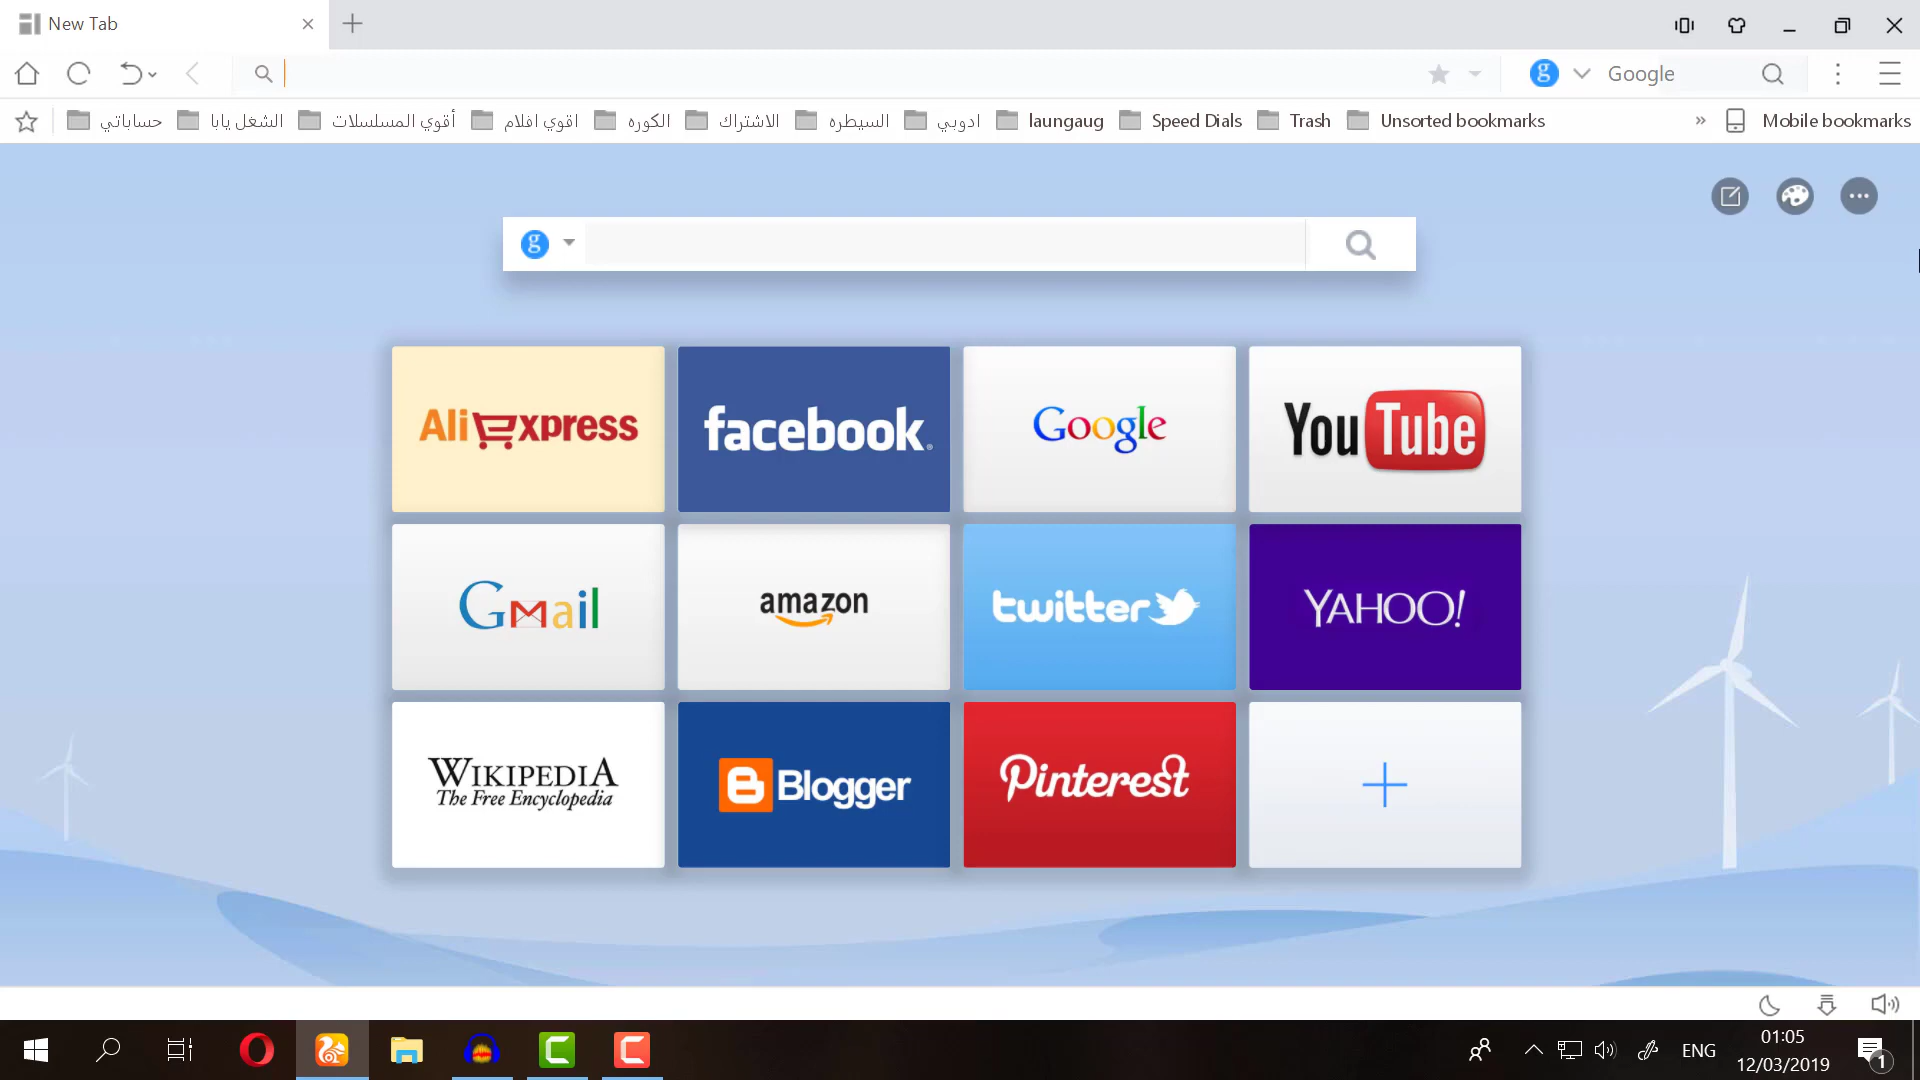 New Tab
Google
حساباتي الشغل يابا أقوي المسلسلات اقوي افلام الكوره الاشتراك السيطره ادوبي laungaug Speed Dials Trash Unsorted bookmarks » Mobile bookmarks
AliExpress facebook Google YouTube
Gmail amazon twitter YAHOO!
WIKIPEDIA
The Free Encyclopedia
Blogger Pinterest
ENG
01:05
12/03/2019
1